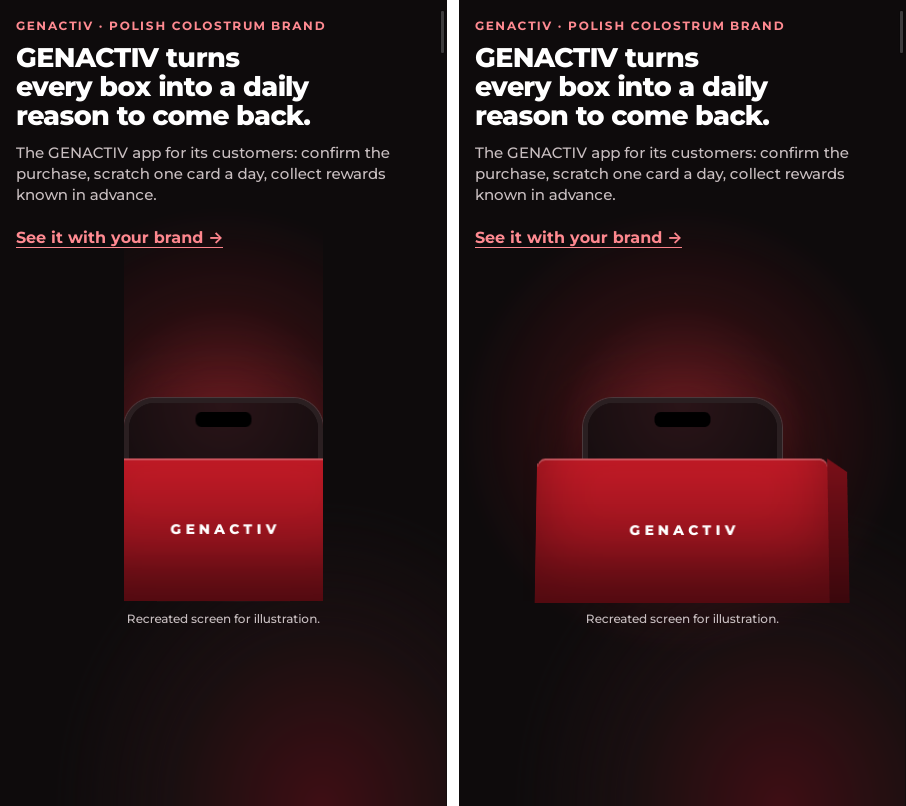 GENACTIV · POLISH COLOSTRUM BRAND
GENACTIV turns
every box into a daily
reason to come back.
The GENACTIV app for its customers: confirm the
purchase, scratch one card a day, collect rewards
known in advance.
See it with your brand →
GENACTIV
Recreated screen for illustration.
GENACTIV · POLISH COLOSTRUM BRAND
GENACTIV turns
every box into a daily
reason to come back.
The GENACTIV app for its customers: confirm the
purchase, scratch one card a day, collect rewards
known in advance.
See it with your brand →
GENACTIV
Recreated screen for illustration.